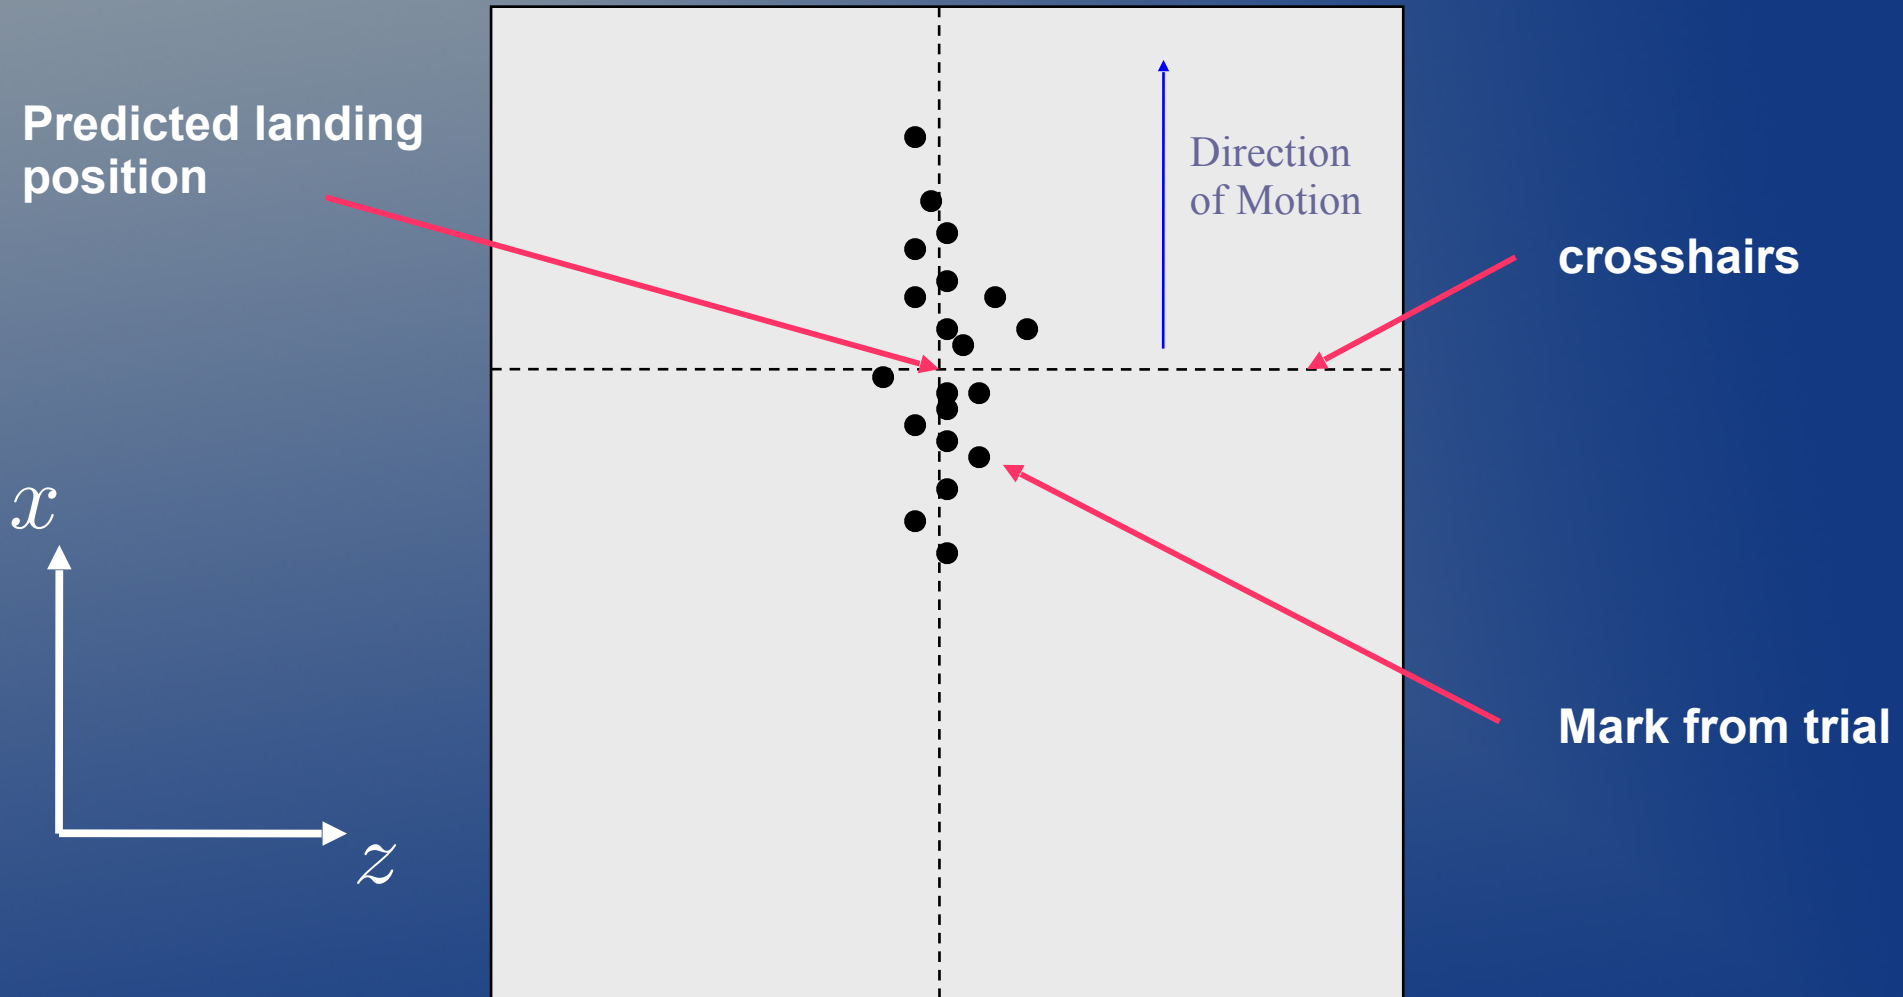 Predicted landing
position
Direction
of Motion
crosshairs
x
Mark from trial
z